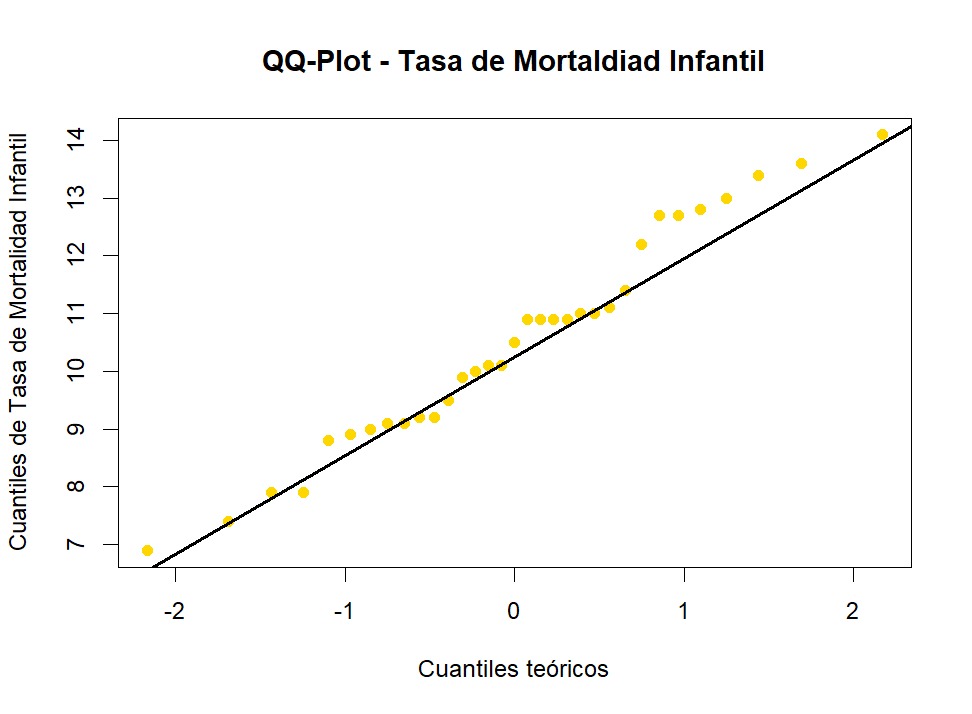 QQ-Plot - Tasa de Mortaldiad Infantil
Cuantiles de Tasa de Mortalidad Infantil
14
13
12
11
10
9
8
7
-2 -1 0 1 2
Cuantiles teóricos